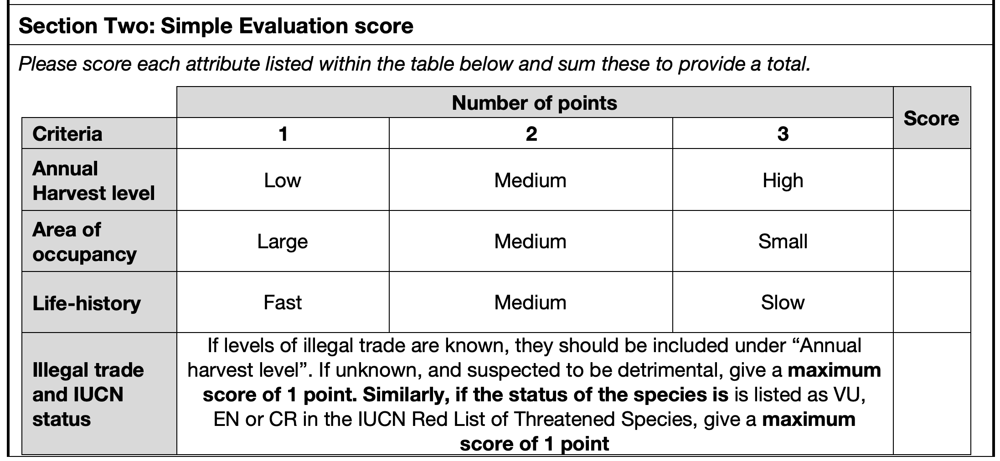 Section Two: Simple Evaluation score
Please score each attribute listed within the table below and sum these to provide a total.
Number of points
Score
Criteria
1
2
3
Annual
Harvest level
Low
Medium
High
Area of
occupancy
Large
Medium
Small
Life-history
Fast
Medium
Slow
Illegal trade
and IUCN
status
If levels of illegal trade are known, they should be included under “Annual
harvest level”. If unknown, and suspected to be detrimental, give a maximum
score of 1 point. Similarly, if the status of the species is is listed as VU,
EN or CR in the IUCN Red List of Threatened Species, give a maximum
score of 1 point